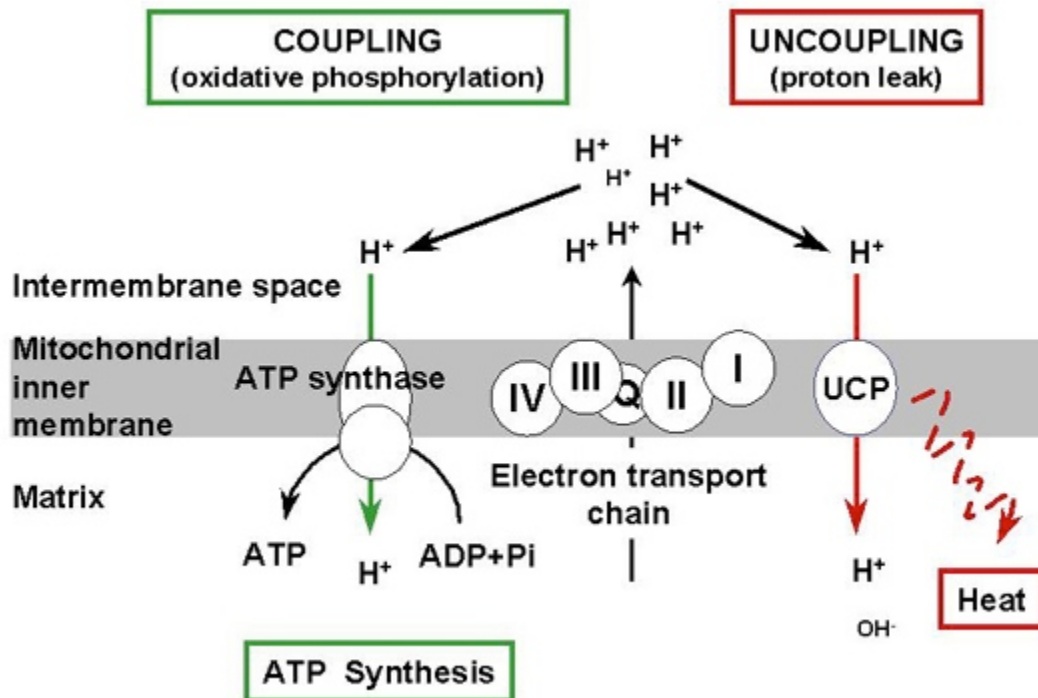 COUPLING
(oxidative phosphorylation)
UNCOUPLING
(proton leak)
H⁺
H⁺
H⁺
H⁺
H⁺
H⁺
H⁺
H⁺
H⁺
Intermembrane space
Mitochondrial
inner
membrane
ATP synthase
IV
III
Q
II
I
UCP
Matrix
Electron transport
chain
ATP
H⁺
ADP+Pi
H⁺
OH⁻
Heat
ATP Synthesis